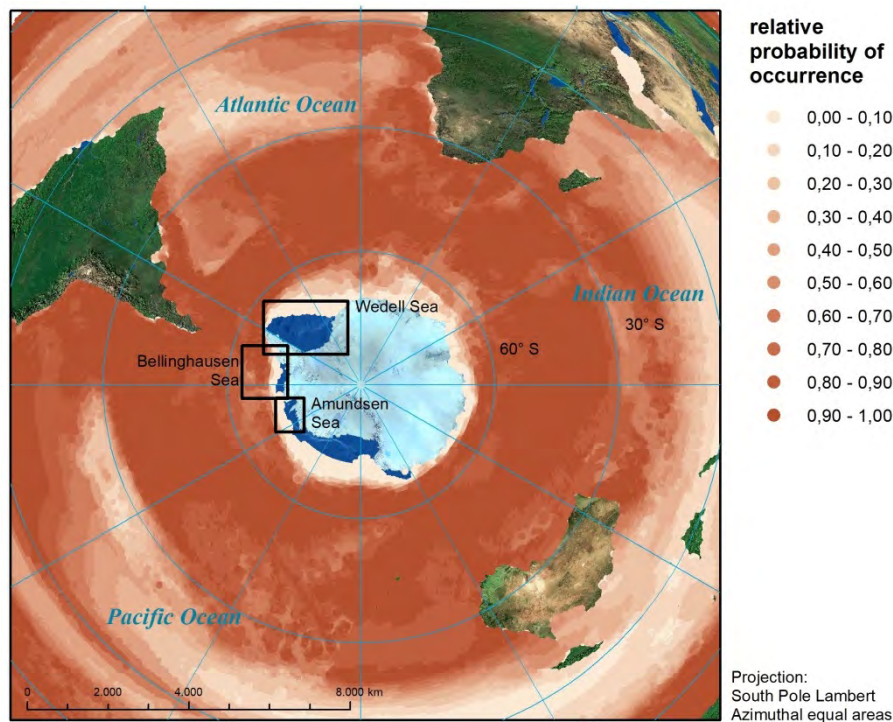 relative
probability of
occurrence
0,00 - 0,10
0,10 - 0,20
0,20 - 0,30
0,30 - 0,40
0,40 - 0,50
0,50 - 0,60
0,60 - 0,70
0,70 - 0,80
0,80 - 0,90
0,90 - 1,00
Atlantic Ocean
Indian Ocean
Wedell Sea
30° S
60° S
Bellinghausen
Sea
Amundsen
Sea
Pacific Ocean
0 2.000 4.000 8.000 km
Projection:
South Pole Lambert
Azimuthal equal areas